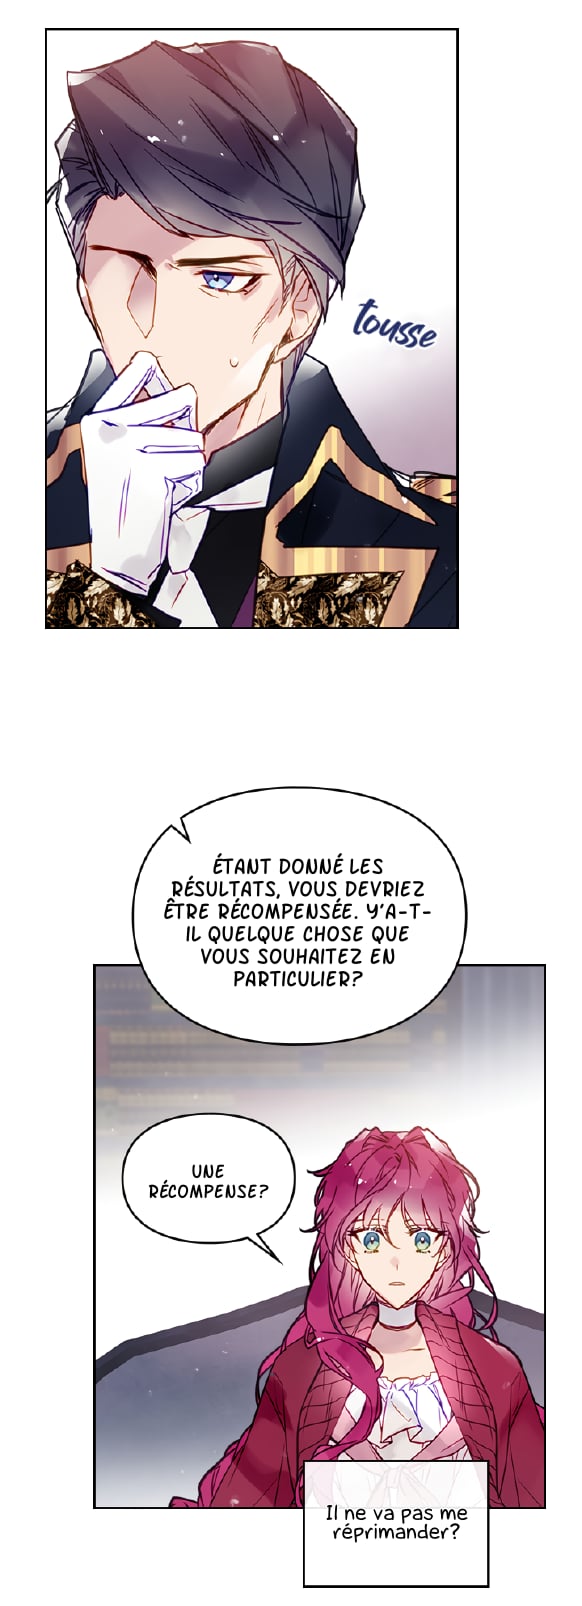 tousse
ÉTANT DONNÉ LES
RÉSULTATS, VOUS DEVRIEZ
ÊTRE RÉCOMPENSÉE. Y'A-T-
IL QUELQUE CHOSE QUE
VOUS SOUHAITEZ EN
PARTICULIER?
UNE
RÉCOMPENSE?
Il ne va pas me
réprimander?